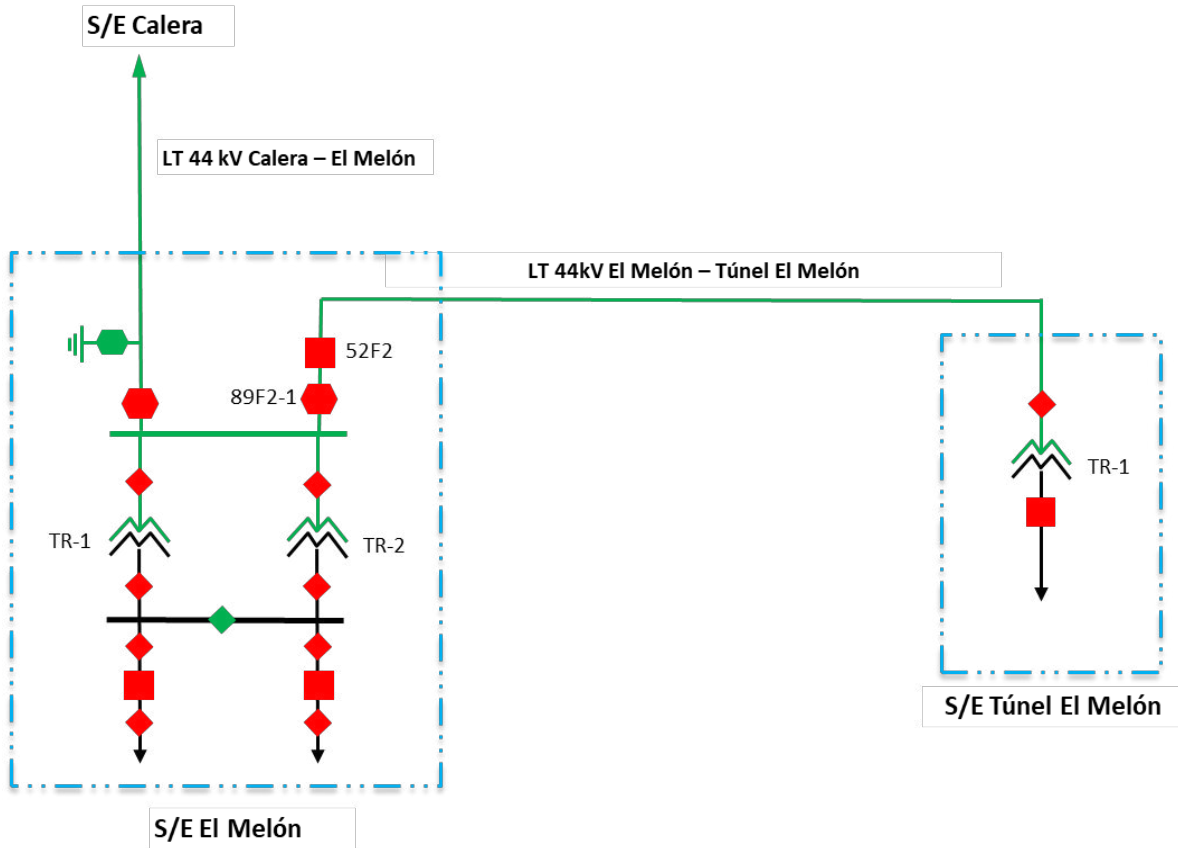 S/E Calera
LT 44 kV Calera – El Melón
LT 44kV El Melón – Túnel El Melón
52F2
89F2-1
TR-1
TR-1
TR-2
S/E Túnel El Melón
S/E El Melón